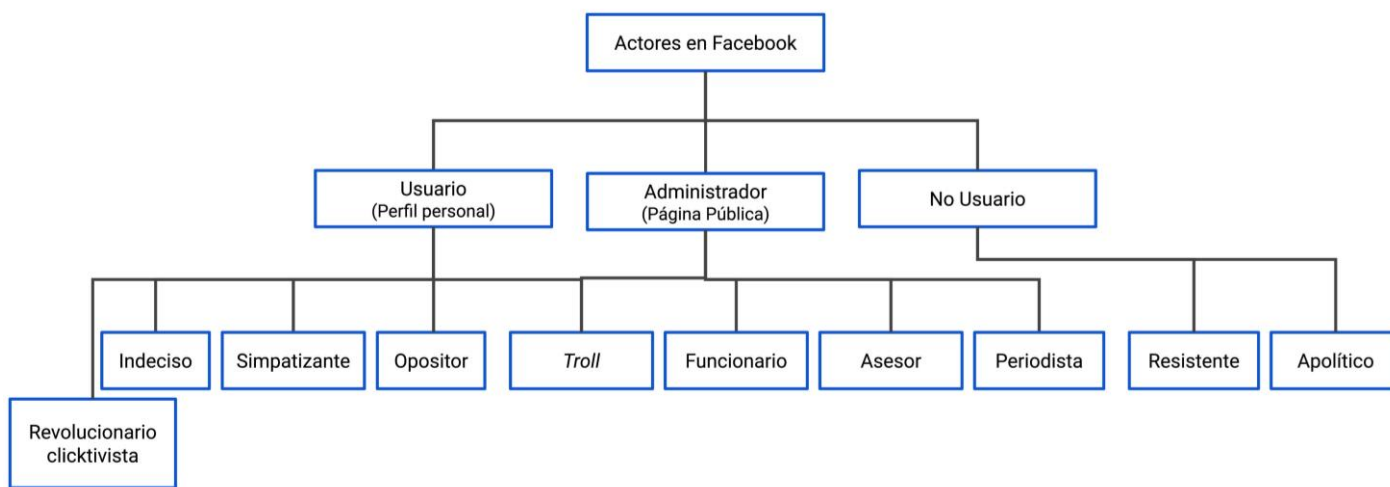 Actores en Facebook
Usuario
(Perfil personal)
Administrador
(Página Pública)
No Usuario
Indeciso
Simpatizante
Opositor
Troll
Funcionario
Asesor
Periodista
Resistente
Apolítico
Revolucionario
clicktivista